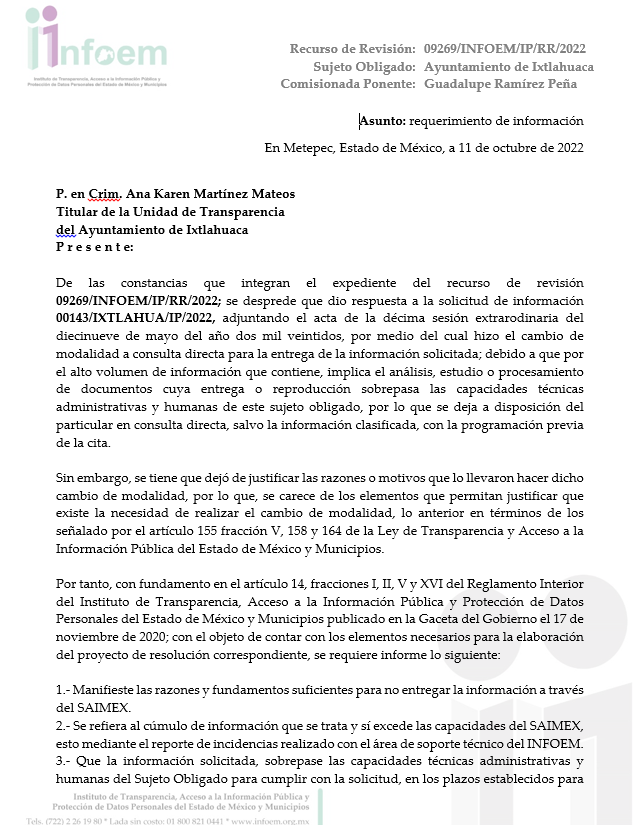 infoem
Instituto de Transparencia, Acceso a la Información Pública y
Protección de Datos Personales del Estado de México y Municipios
Recurso de Revisión: 09269/INFOEM/IP/RR/2022
Sujeto Obligado: Ayuntamiento de Ixtlahuaca
Comisionada Ponente: Guadalupe Ramírez Peña
Asunto: requerimiento de información
En Metepec, Estado de México, a 11 de octubre de 2022
P. en Crim. Ana Karen Martínez Mateos
Titular de la Unidad de Transparencia
del Ayuntamiento de Ixtlahuaca
P r e s e n t e:
De las constancias que integran el expediente del recurso de revisión
09269/INFOEM/IP/RR/2022; se desprede que dio respuesta a la solicitud de información
00143/IXTLAHUA/IP/2022, adjuntando el acta de la décima sesión extrarodinaria del
diecinueve de mayo del año dos mil veintidos, por medio del cual hizo el cambio de
modalidad a consulta directa para la entrega de la información solicitada; debido a que por
el alto volumen de información que contiene, implica el análisis, estudio o procesamiento
de documentos cuya entrega o reproducción sobrepasa las capacidades técnicas
administrativas y humanas de este sujeto obligado, por lo que se deja a disposición del
particular en consulta directa, salvo la información clasificada, con la programación previa
de la cita.
Sin embargo, se tiene que dejó de justificar las razones o motivos que lo llevaron hacer dicho
cambio de modalidad, por lo que, se carece de los elementos que permitan justificar que
existe la necesidad de realizar el cambio de modalidad, lo anterior en términos de los
señalado por el artículo 155 fracción V, 158 y 164 de la Ley de Transparencia y Acceso a la
Información Pública del Estado de México y Municipios.
Por tanto, con fundamento en el artículo 14, fracciones I, II, V y XVI del Reglamento Interior
del Instituto de Transparencia, Acceso a la Información Pública y Protección de Datos
Personales del Estado de México y Municipios publicado en la Gaceta del Gobierno el 17 de
noviembre de 2020; con el objeto de contar con los elementos necesarios para la elaboración
del proyecto de resolución correspondiente, se requiere informe lo siguiente:
1.- Manifieste las razones y fundamentos suficientes para no entregar la información a través
del SAIMEX.
2.- Se refiera al cúmulo de información que se trata y sí excede las capacidades del SAIMEX,
esto mediante el reporte de incidencias realizado con el área de soporte técnico del INFOEM.
3.- Que la información solicitada, sobrepase las capacidades técnicas administrativas y
humanas del Sujeto Obligado para cumplir con la solicitud, en los plazos establecidos para
Instituto de Transparencia, Acceso a la Información Pública y
Protección de Datos Personales del Estado de México y Municipios
Tels. (722) 2 26 19 80 * Lada sin costo: 01 800 821 0441 * www.infoem.org.mx